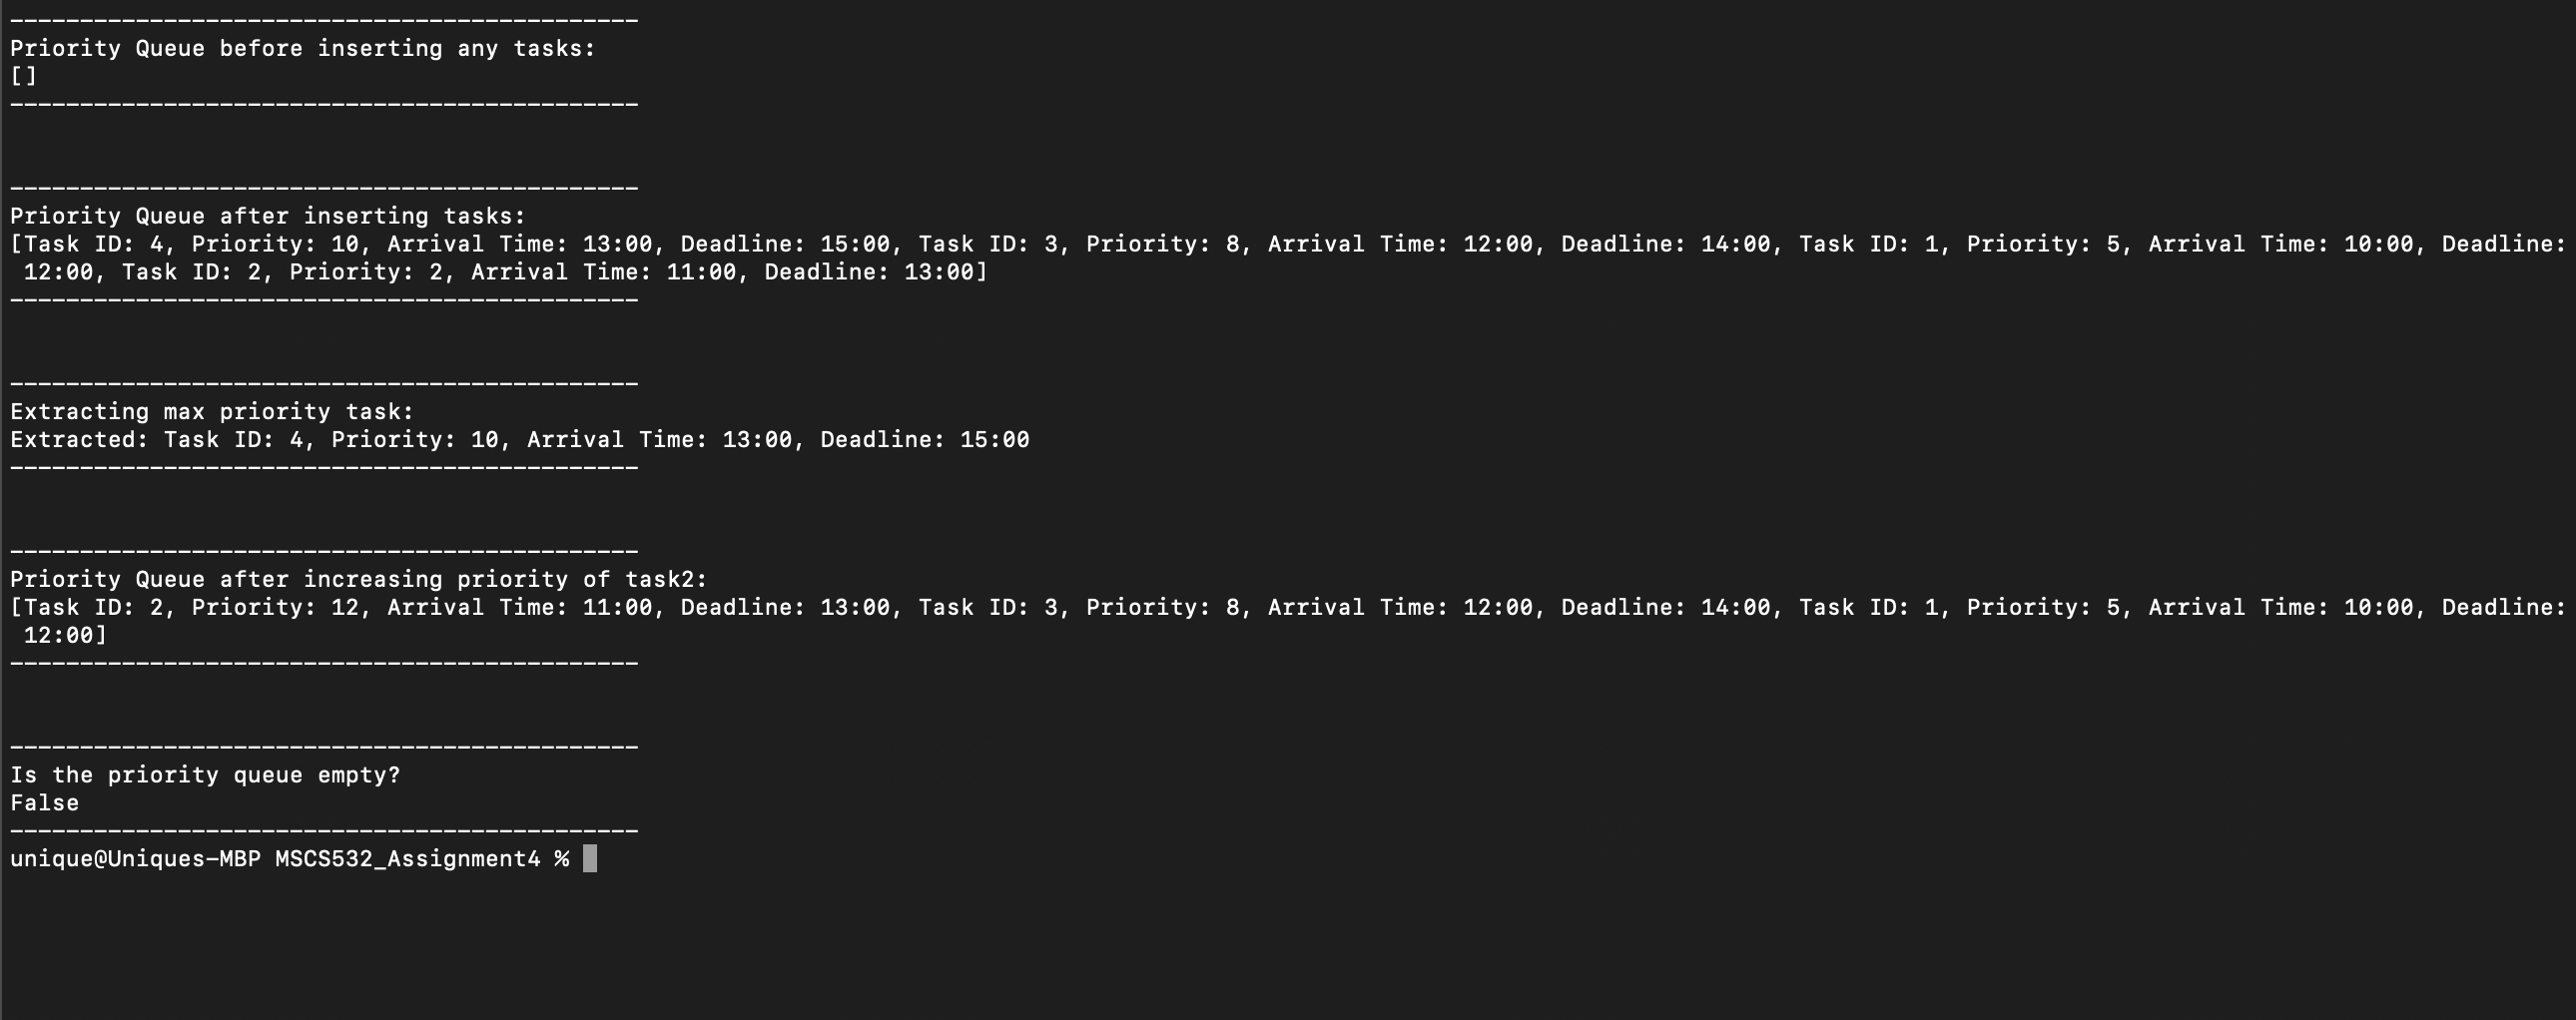 ---------------------------------------------
Priority Queue before inserting any tasks:
[]
---------------------------------------------
---------------------------------------------
Priority Queue after inserting tasks:
[Task ID: 4, Priority: 10, Arrival Time: 13:00, Deadline: 15:00, Task ID: 3, Priority: 8, Arrival Time: 12:00, Deadline: 14:00, Task ID: 1, Priority: 5, Arrival Time: 10:00, Deadline:
 12:00, Task ID: 2, Priority: 2, Arrival Time: 11:00, Deadline: 13:00]
---------------------------------------------
---------------------------------------------
Extracting max priority task:
Extracted: Task ID: 4, Priority: 10, Arrival Time: 13:00, Deadline: 15:00
---------------------------------------------
---------------------------------------------
Priority Queue after increasing priority of task2:
[Task ID: 2, Priority: 12, Arrival Time: 11:00, Deadline: 13:00, Task ID: 3, Priority: 8, Arrival Time: 12:00, Deadline: 14:00, Task ID: 1, Priority: 5, Arrival Time: 10:00, Deadline:
 12:00]
---------------------------------------------
---------------------------------------------
Is the priority queue empty?
False
---------------------------------------------
unique@Uniques-MBP MSCS532_Assignment4 %